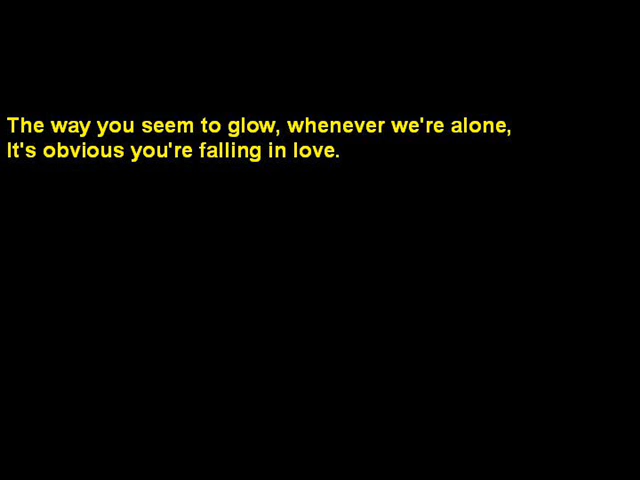 The way you seem to glow, whenever we're alone,
It's obvious you're falling in love.